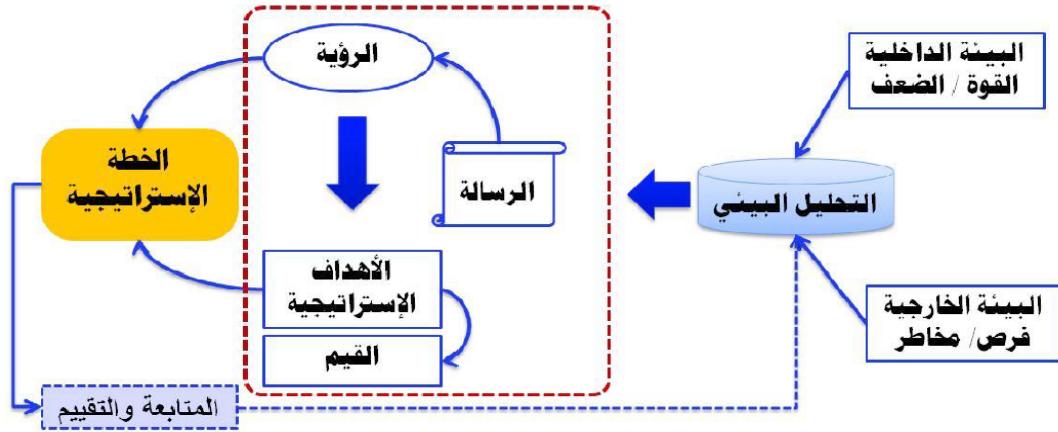 البيئة الداخلية
القوة / الضعف
التحليل البيئي
البيئة الخارجية
فرص/ مخاطر
الرؤية
الرسالة
الأهداف
الإستراتيجية
القيم
الخطة
الإستراتيجية
المتابعة والتقييم